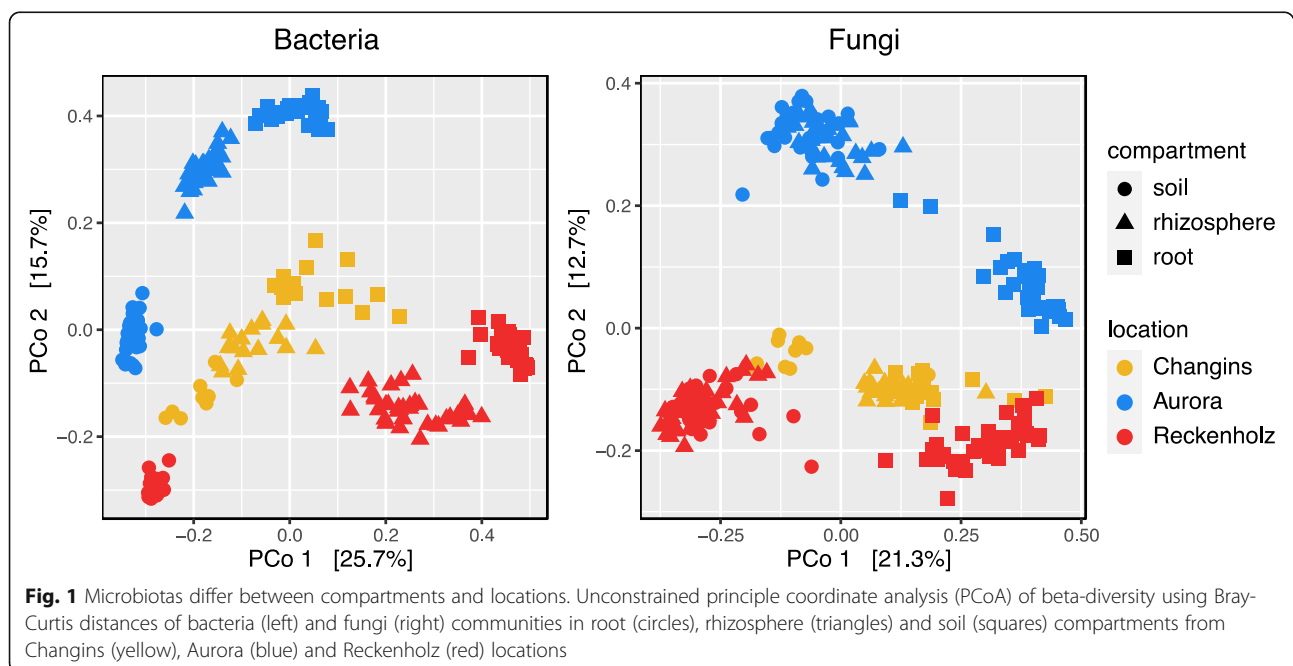 Bacteria
Fungi
0.4
0.2
0.0
−0.2
PCo 2 [15.7%]
−0.2
0.0
0.2
0.4
PCo 1 [25.7%]
0.4
0.2
0.0
−0.2
PCo 2 [12.7%]
−0.25
0.00
0.25
0.50
PCo 1 [21.3%]
compartment
soil
rhizosphere
root
location
Changins
Aurora
Reckenholz
Fig. 1 Microbiotas differ between compartments and locations. Unconstrained principle coordinate analysis (PCoA) of beta-diversity using Bray-
Curtis distances of bacteria (left) and fungi (right) communities in root (circles), rhizosphere (triangles) and soil (squares) compartments from
Changins (yellow), Aurora (blue) and Reckenholz (red) locations